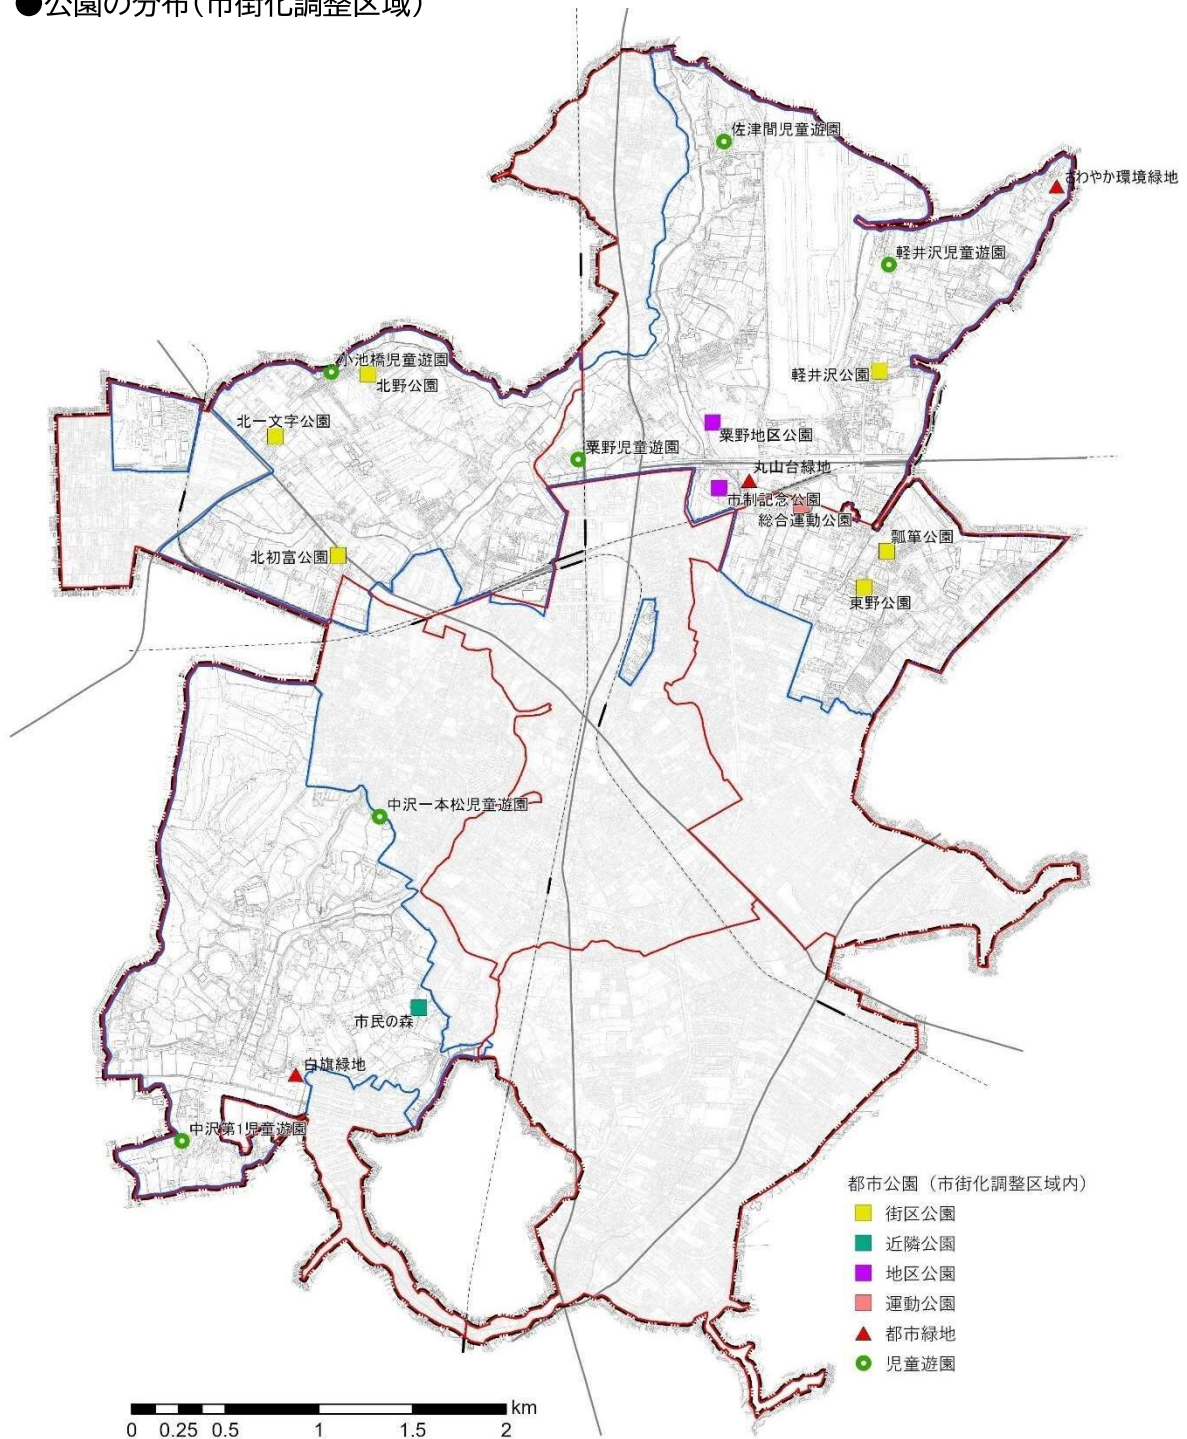 ●公園の分布（市街化調整区域）
佐津間児童遊園
さわやか環境緑地
軽井沢児童遊園
小池橋児童遊園
北野公園
軽井沢公園
北一文字公園
粟野地区公園
粟野児童遊園
丸山台緑地
市制記念公園
総合運動公園
瓢箪公園
北初富公園
東野公園
中沢一本松児童遊園
市民の森
白旗緑地
中沢第1児童遊園
都市公園（市街化調整区域内）
街区公園
近隣公園
地区公園
運動公園
都市緑地
児童遊園
km
0 0.25 0.5 1 1.5 2